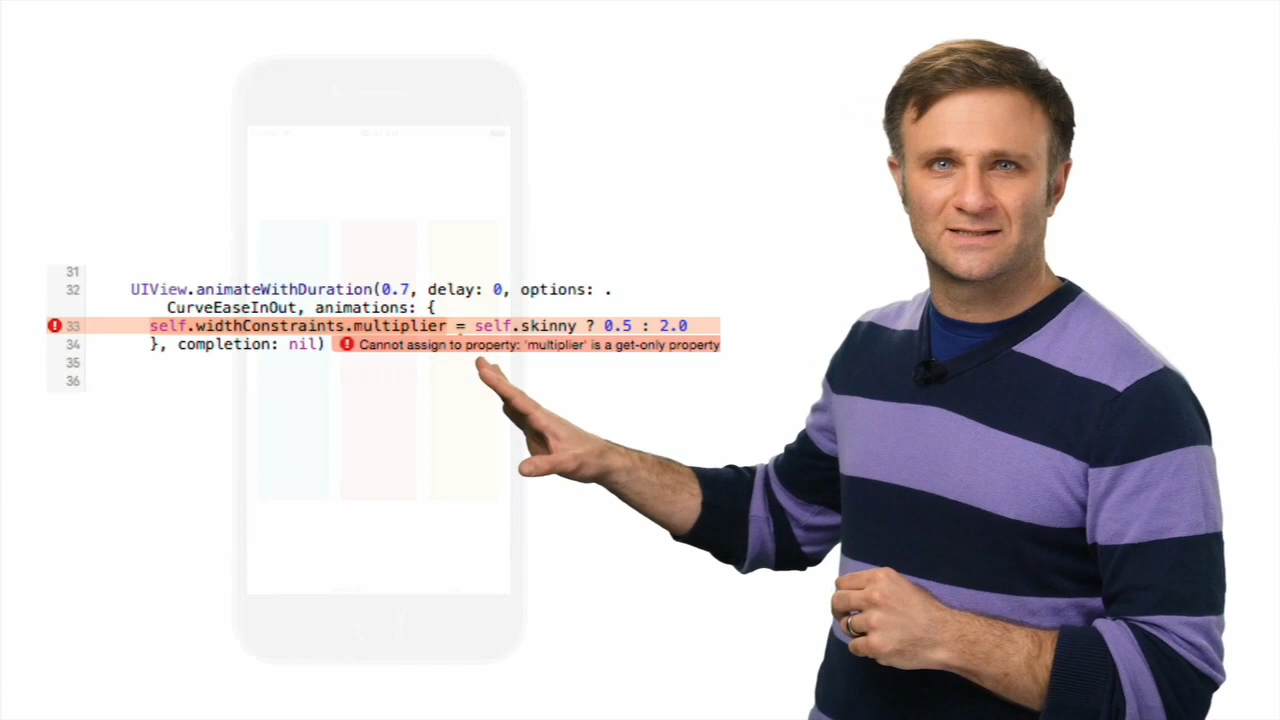 31
32 UIView.animateWithDuration(0.7, delay: 0, options: .
CurveEaseInOut, animations: {
33 self.widthConstraints.multiplier = self.skinny ? 0.5 : 2.0
34 }, completion: nil) Cannot assign to property: 'multiplier' is a get-only property
35
36